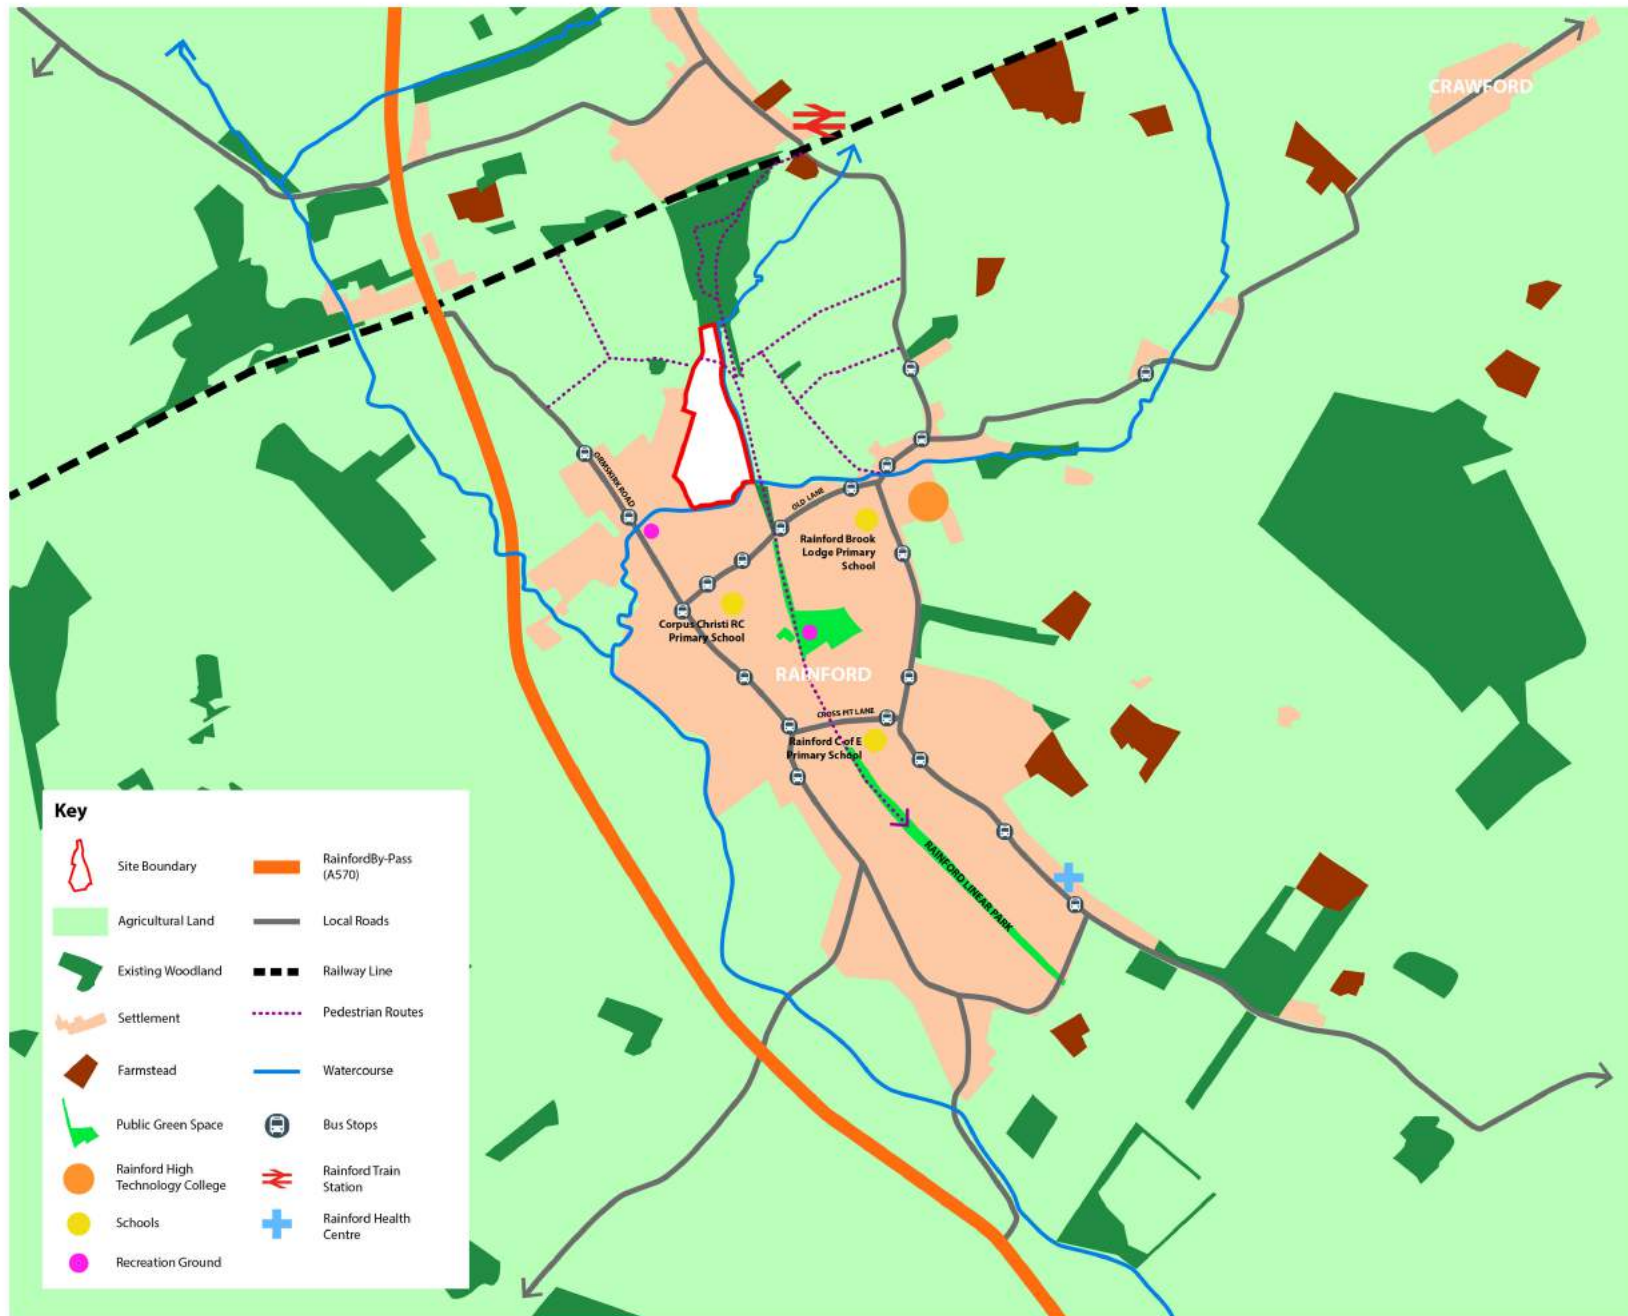 CRAWFORD
ORMSKIRK ROAD
OLD LANE
Rainford Brook
Lodge Primary
School
Corpus Christi RC
Primary School
RAINFORD
CROSS PIT LANE
Rainford C of E
Primary School
RAINFORD LINEAR PARK
Key
Site Boundary
RainfordBy-Pass
(A570)
Agricultural Land
Local Roads
Existing Woodland
Railway Line
Settlement
Pedestrian Routes
Farmstead
Watercourse
Public Green Space
Bus Stops
Rainford High
Technology College
Rainford Train
Station
Schools
Rainford Health
Centre
Recreation Ground